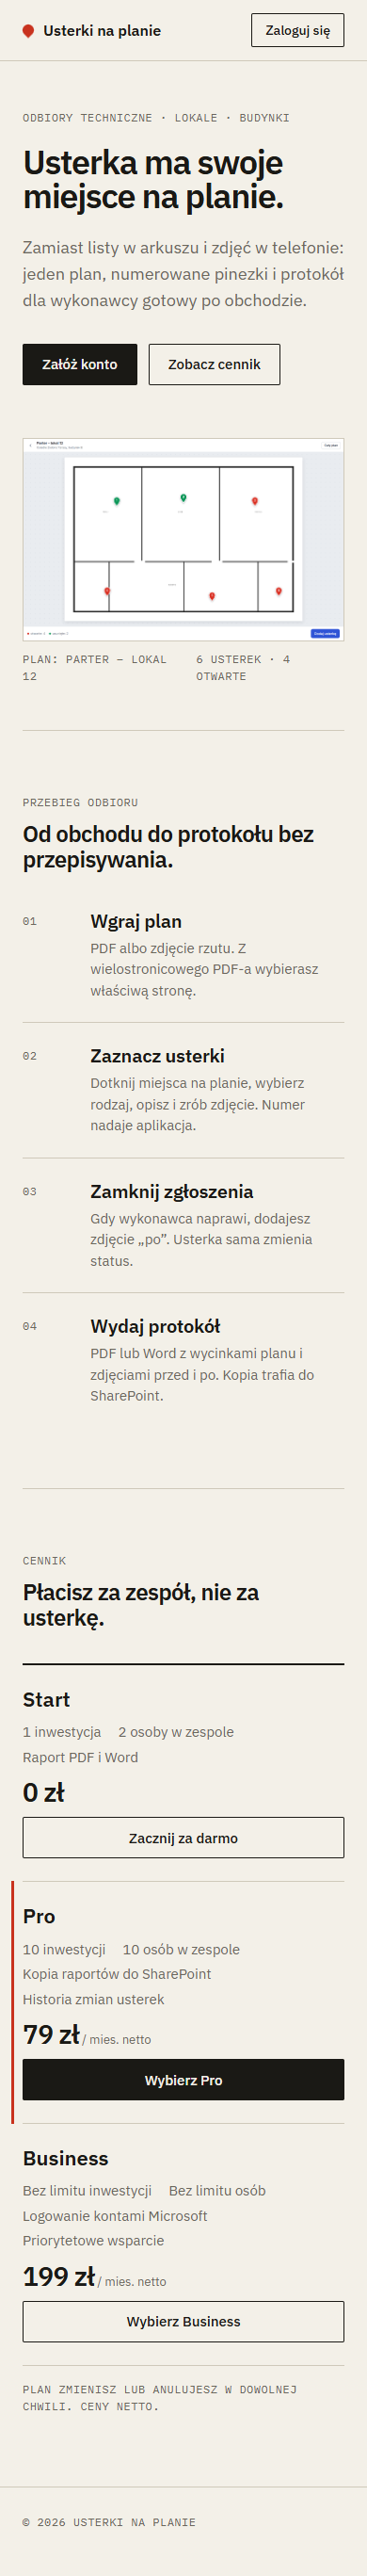 Usterki na planie
Zaloguj się
ODBIORY TECHNICZNE · LOKALE · BUDYNKI
Usterka ma swoje
miejsce na planie.
Zamiast listy w arkuszu i zdjęć w telefonie:
jeden plan, numerowane pinezki i protokół
dla wykonawcy gotowy po obchodzie.
Załóż konto
Zobacz cennik
Parter – lokal 12
PLAN: PARTER – LOKAL
12
6 USTEREK · 4
OTWARTE
PRZEBIEG ODBIORU
Od obchodu do protokołu bez
przepisywania.
01
Wgraj plan
PDF albo zdjęcie rzutu. Z
wielostronicowego PDF-a wybierasz
właściwą stronę.
02
Zaznacz usterki
Dotknij miejsca na planie, wybierz
rodzaj, opisz i zrób zdjęcie. Numer
nadaje aplikacja.
03
Zamknij zgłoszenia
Gdy wykonawca naprawi, dodajesz
zdjęcie „po”. Usterka sama zmienia
status.
04
Wydaj protokół
PDF lub Word z wycinkami planu i
zdjęciami przed i po. Kopia trafia do
SharePoint.
CENNIK
Płacisz za zespół, nie za
usterkę.
Start
1 inwestycja 2 osoby w zespole
Raport PDF i Word
0 zł
Zacznij za darmo
Pro
10 inwestycji 10 osób w zespole
Kopia raportów do SharePoint
Historia zmian usterek
79 zł / mies. netto
Wybierz Pro
Business
Bez limitu inwestycji Bez limitu osób
Logowanie kontami Microsoft
Priorytetowe wsparcie
199 zł / mies. netto
Wybierz Business
PLAN ZMIENISZ LUB ANULUJESZ W DOWOLNEJ
CHWILI. CENY NETTO.
© 2026 USTERKI NA PLANIE